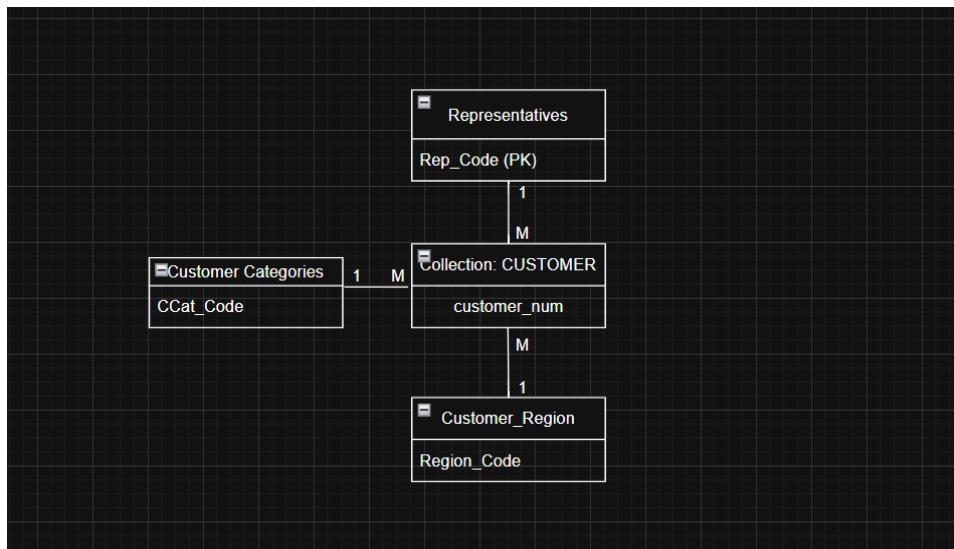 Representatives
Rep_Code (PK)
1
M
Collection: CUSTOMER
customer_num
Customer Categories
1 M
CCat_Code
M
1
Customer_Region
Region_Code